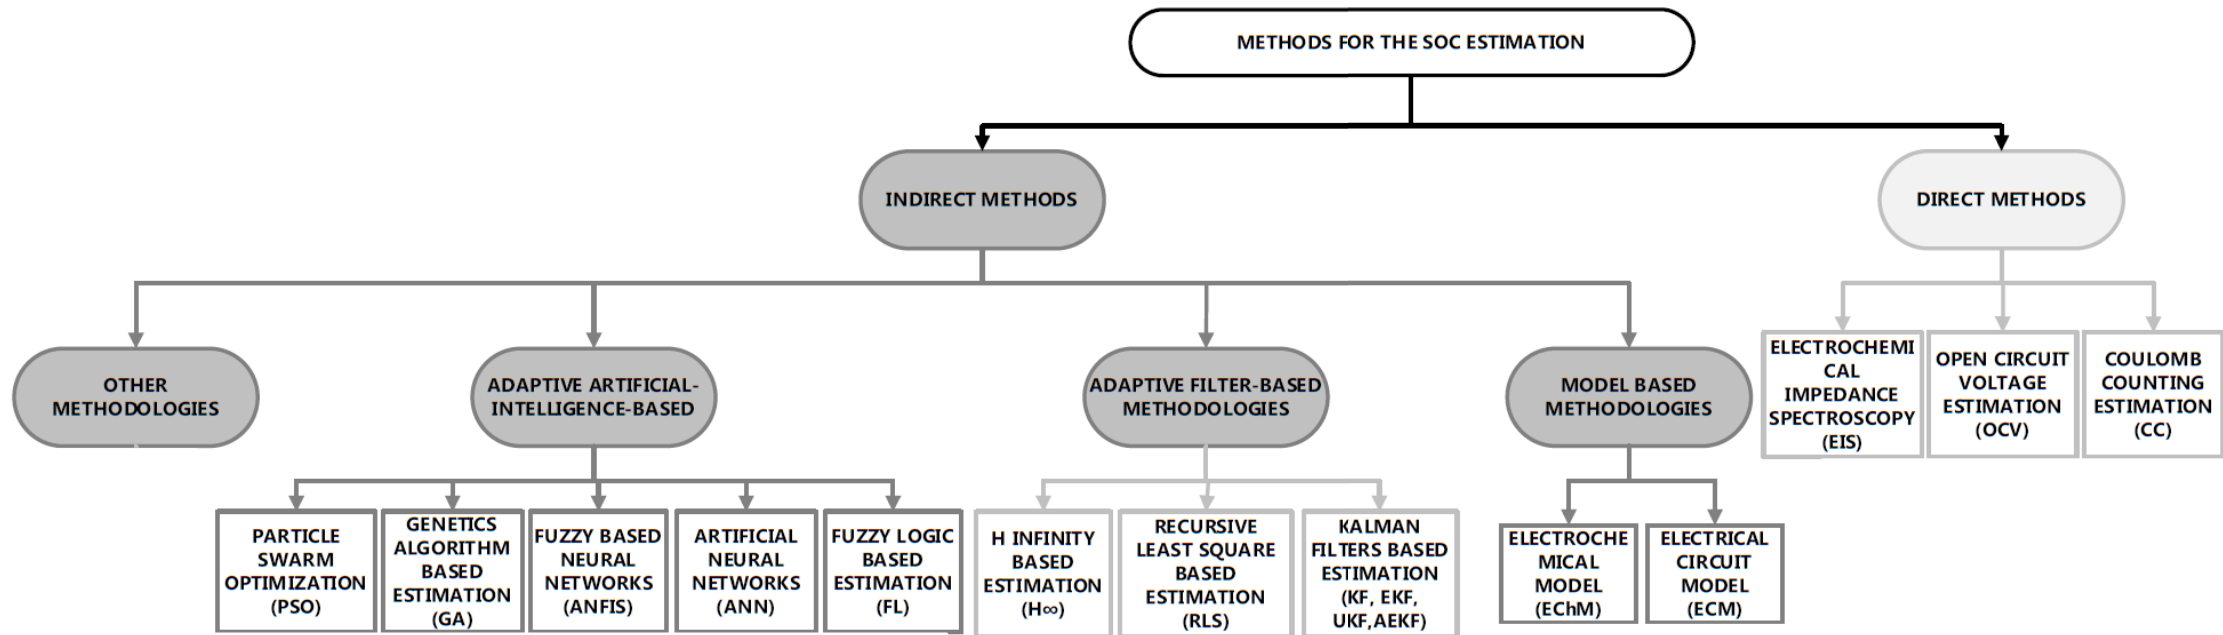 METHODS FOR THE SOC ESTIMATION
INDIRECT METHODS
DIRECT METHODS
OTHER
METHODOLOGIES
ADAPTIVE ARTIFICIAL-
INTELLIGENCE-BASED
ADAPTIVE FILTER-BASED
METHODOLOGIES
MODEL BASED
METHODOLOGIES
ELECTROCHEMI
CAL
IMPEDANCE
SPECTROSCOPY
(EIS)
OPEN CIRCUIT
VOLTAGE
ESTIMATION
(OCV)
COULOMB
COUNTING
ESTIMATION
(CC)
PARTICLE
SWARM
OPTIMIZATION
(PSO)
GENETICS
ALGORITHM
BASED
ESTIMATION
(GA)
FUZZY BASED
NEURAL
NETWORKS
(ANFIS)
ARTIFICIAL
NEURAL
NETWORKS
(ANN)
FUZZY LOGIC
BASED
ESTIMATION
(FL)
H INFINITY
BASED
ESTIMATION
(H∞)
RECURSIVE
LEAST SQUARE
BASED
ESTIMATION
(RLS)
KALMAN
FILTERS BASED
ESTIMATION
(KF, EKF,
UKF,AEKF)
ELECTROCHE
MICAL
MODEL
(EChM)
ELECTRICAL
CIRCUIT
MODEL
(ECM)